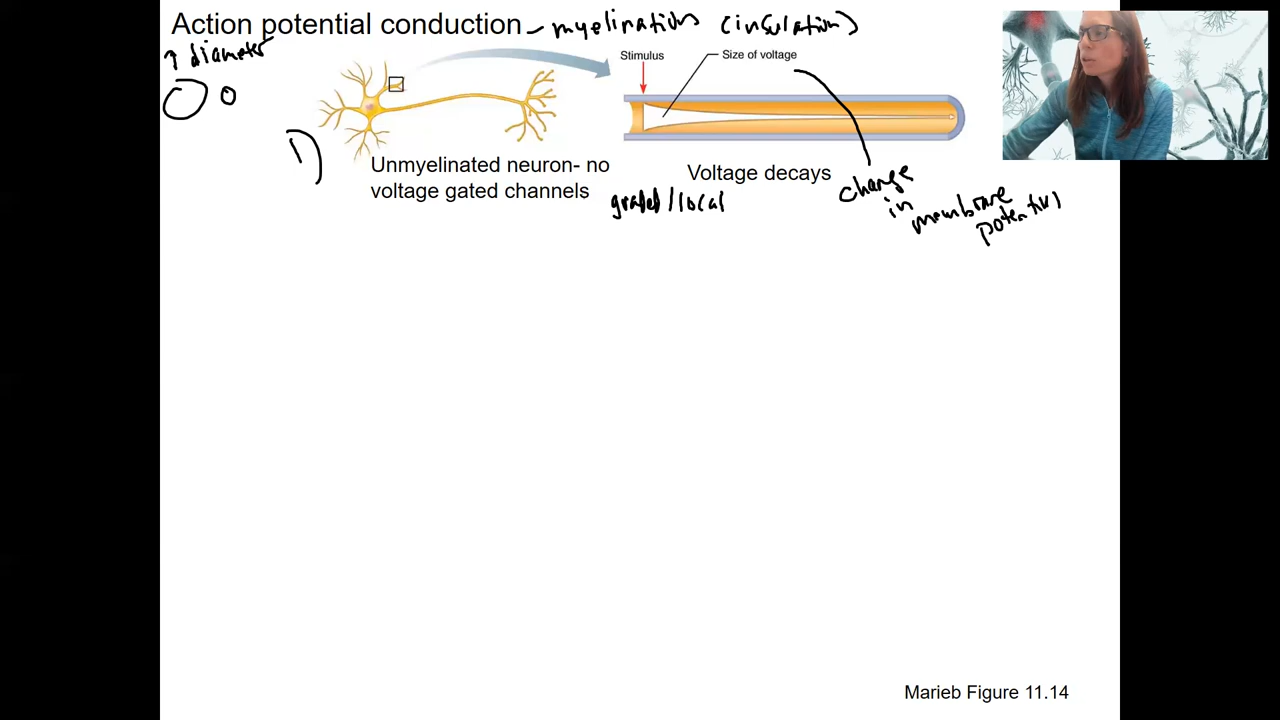 Action potential conduction - myelination (insulation)
↑ diameter
Stimulus
Size of voltage
1)
Unmyelinated neuron- no
voltage gated channels
Voltage decays
graded/local
change
in
membrane
potential
Marieb Figure 11.14